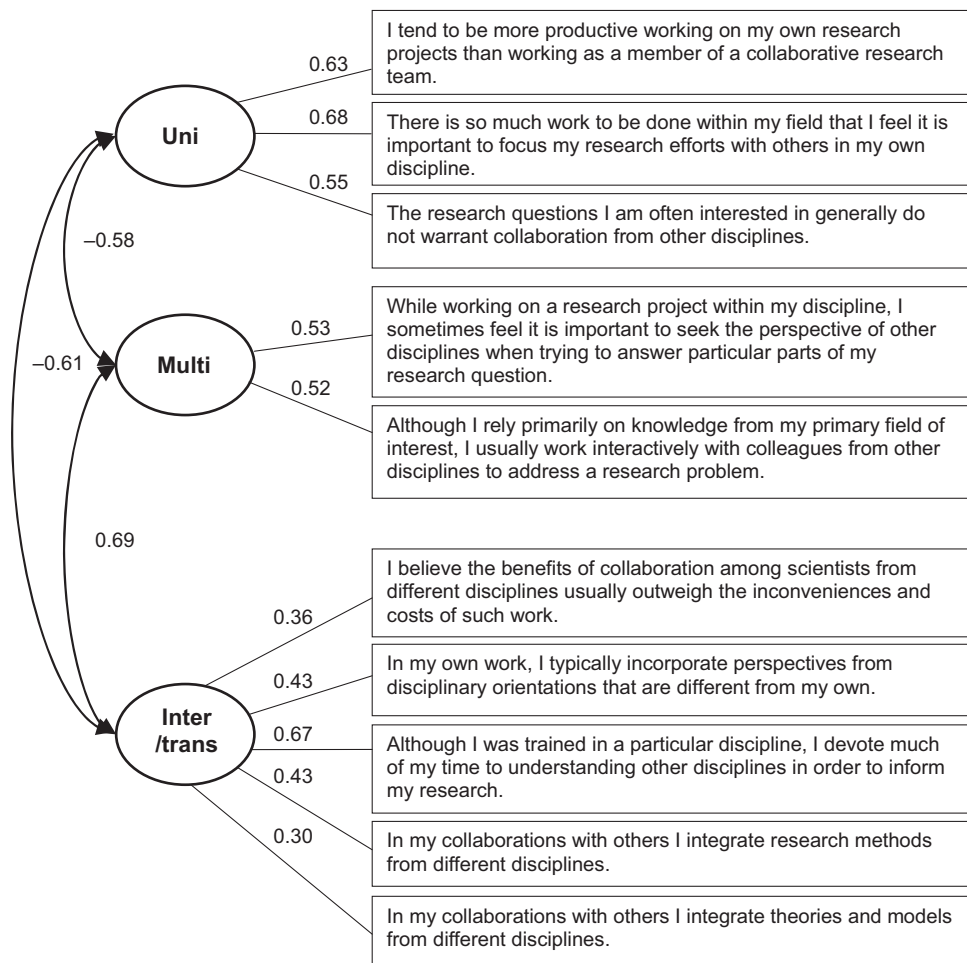 I tend to be more productive working on my own research
projects than working as a member of a collaborative research
team.
0.63
Uni
0.68
There is so much work to be done within my field that I feel it is
important to focus my research efforts with others in my own
discipline.
0.55
The research questions I am often interested in generally do
not warrant collaboration from other disciplines.
–0.58
–0.61
While working on a research project within my discipline, I
sometimes feel it is important to seek the perspective of other
disciplines when trying to answer particular parts of my
research question.
0.53
Multi
0.52
Although I rely primarily on knowledge from my primary field of
interest, I usually work interactively with colleagues from other
disciplines to address a research problem.
0.69
I believe the benefits of collaboration among scientists from
different disciplines usually outweigh the inconveniences and
costs of such work.
0.36
In my own work, I typically incorporate perspectives from
disciplinary orientations that are different from my own.
0.43
Inter
/trans
0.67
Although I was trained in a particular discipline, I devote much
of my time to understanding other disciplines in order to inform
my research.
0.43
In my collaborations with others I integrate research methods
from different disciplines.
0.30
In my collaborations with others I integrate theories and models
from different disciplines.